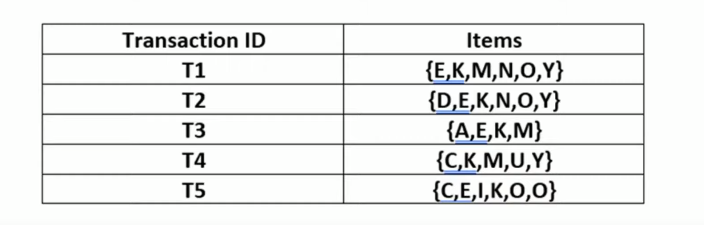 Transaction ID Items
T1 {E,K,M,N,O,Y}
T2 {D,E,K,N,O,Y}
T3 {A,E,K,M}
T4 {C,K,M,U,Y}
T5 {C,E,I,K,O,O}